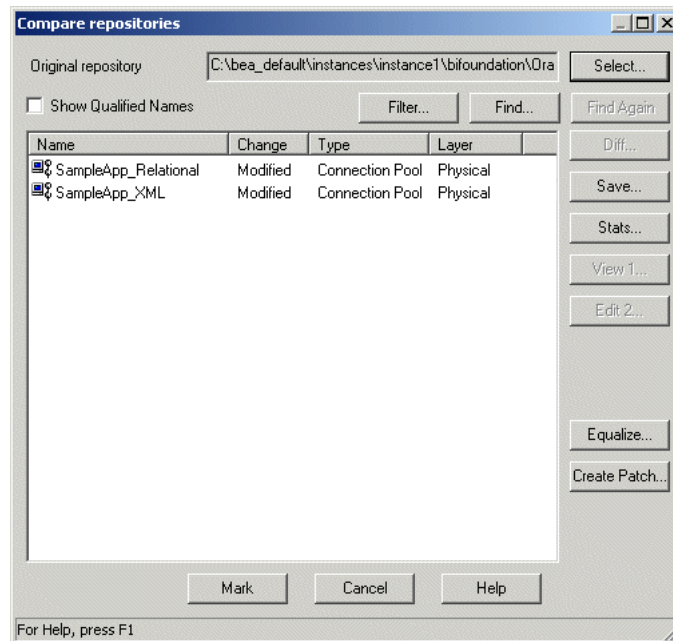 Compare repositories
Original repository C:\bea_default\instances\instance1\bifoundation\Ora Select...
Show Qualified Names Filter... Find... Find Again
Name Change Type Layer Diff...
SampleApp_Relational Modified Connection Pool Physical
SampleApp_XML Modified Connection Pool Physical Save...
Stats...
View 1...
Edit 2...
Equalize...
Create Patch...
Mark Cancel Help
For Help, press F1